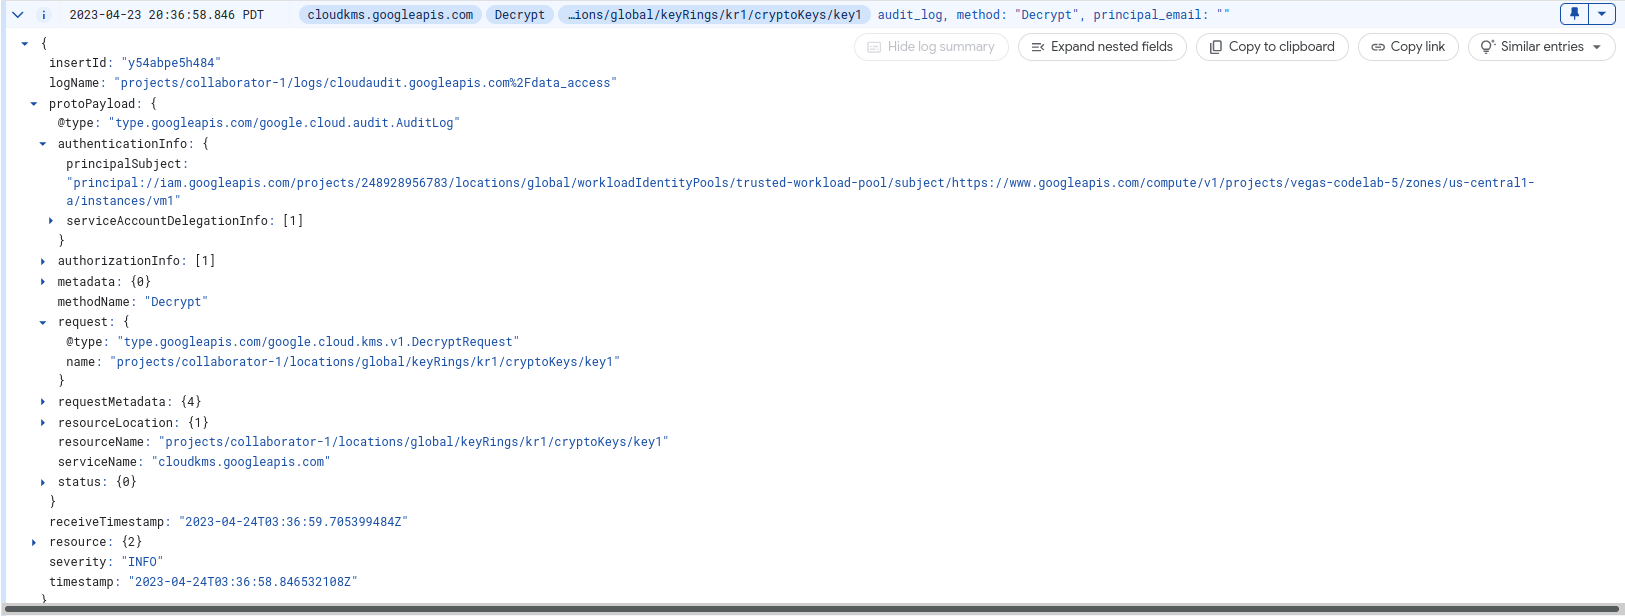 2023-04-23 20:36:58.846 PDT cloudkms.googleapis.com Decrypt …ions/global/keyRings/kr1/cryptoKeys/key1 audit_log, method: "Decrypt", principal_email: ""
{
Hide log summary Expand nested fields Copy to clipboard Copy link Similar entries
insertId: "y54abpe5h484"
logName: "projects/collaborator-1/logs/cloudaudit.googleapis.com%2Fdata_access"
protoPayload: {
@type: "type.googleapis.com/google.cloud.audit.AuditLog"
authenticationInfo: {
principalSubject:
"principal://iam.googleapis.com/projects/248928956783/locations/global/workloadIdentityPools/trusted-workload-pool/subject/https://www.googleapis.com/compute/v1/projects/vegas-codelab-5/zones/us-central1-
a/instances/vm1"
serviceAccountDelegationInfo: [1]
}
authorizationInfo: [1]
metadata: {0}
methodName: "Decrypt"
request: {
@type: "type.googleapis.com/google.cloud.kms.v1.DecryptRequest"
name: "projects/collaborator-1/locations/global/keyRings/kr1/cryptoKeys/key1"
}
requestMetadata: {4}
resourceLocation: {1}
resourceName: "projects/collaborator-1/locations/global/keyRings/kr1/cryptoKeys/key1"
serviceName: "cloudkms.googleapis.com"
status: {0}
}
receiveTimestamp: "2023-04-24T03:36:59.705399484Z"
resource: {2}
severity: "INFO"
timestamp: "2023-04-24T03:36:58.846532108Z"
}